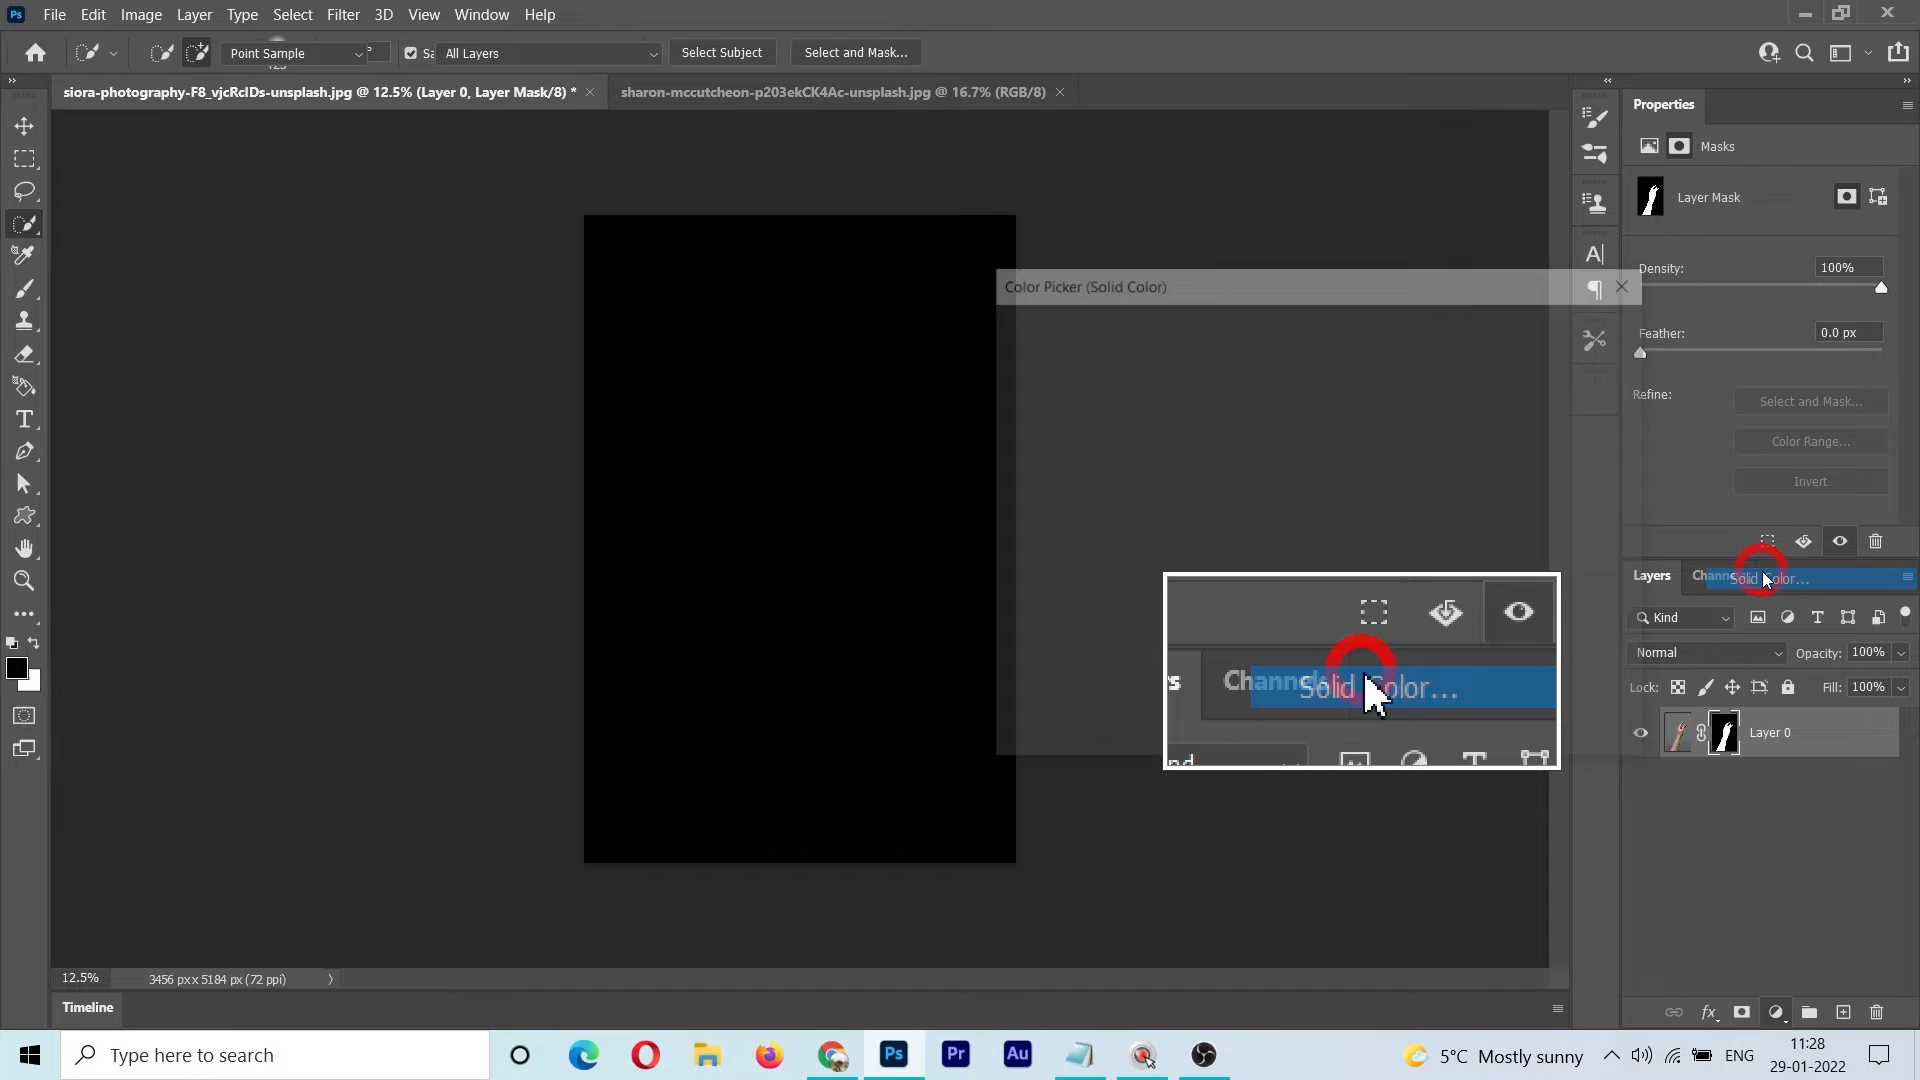 File Edit Image Layer Type Select Filter 3D View Window Help
Point Sample
All Layers
Select Subject
Select and Mask...
siora-photography-F8_vjcRcIDs-unsplash.jpg @ 12.5% (Layer 0, Layer Mask/8) *
sharon-mccutcheon-p203ekCK4Ac-unsplash.jpg @ 16.7% (RGB/8)
Properties
Masks
Layer Mask
Density:
100%
Color Picker (Solid Color)
Feather:
0.0 px
Refine:
Select and Mask...
Color Range...
Invert
Layers
Solid Color...
Channels
Solid Color...
Kind
Normal
Opacity:
100%
Lock:
Fill:
100%
Layer 0
12.5%
3456 px x 5184 px (72 ppi)
Timeline
fx
Type here to search
Ps
Pr
Au
5°C Mostly sunny
ENG
11:28
29-01-2022